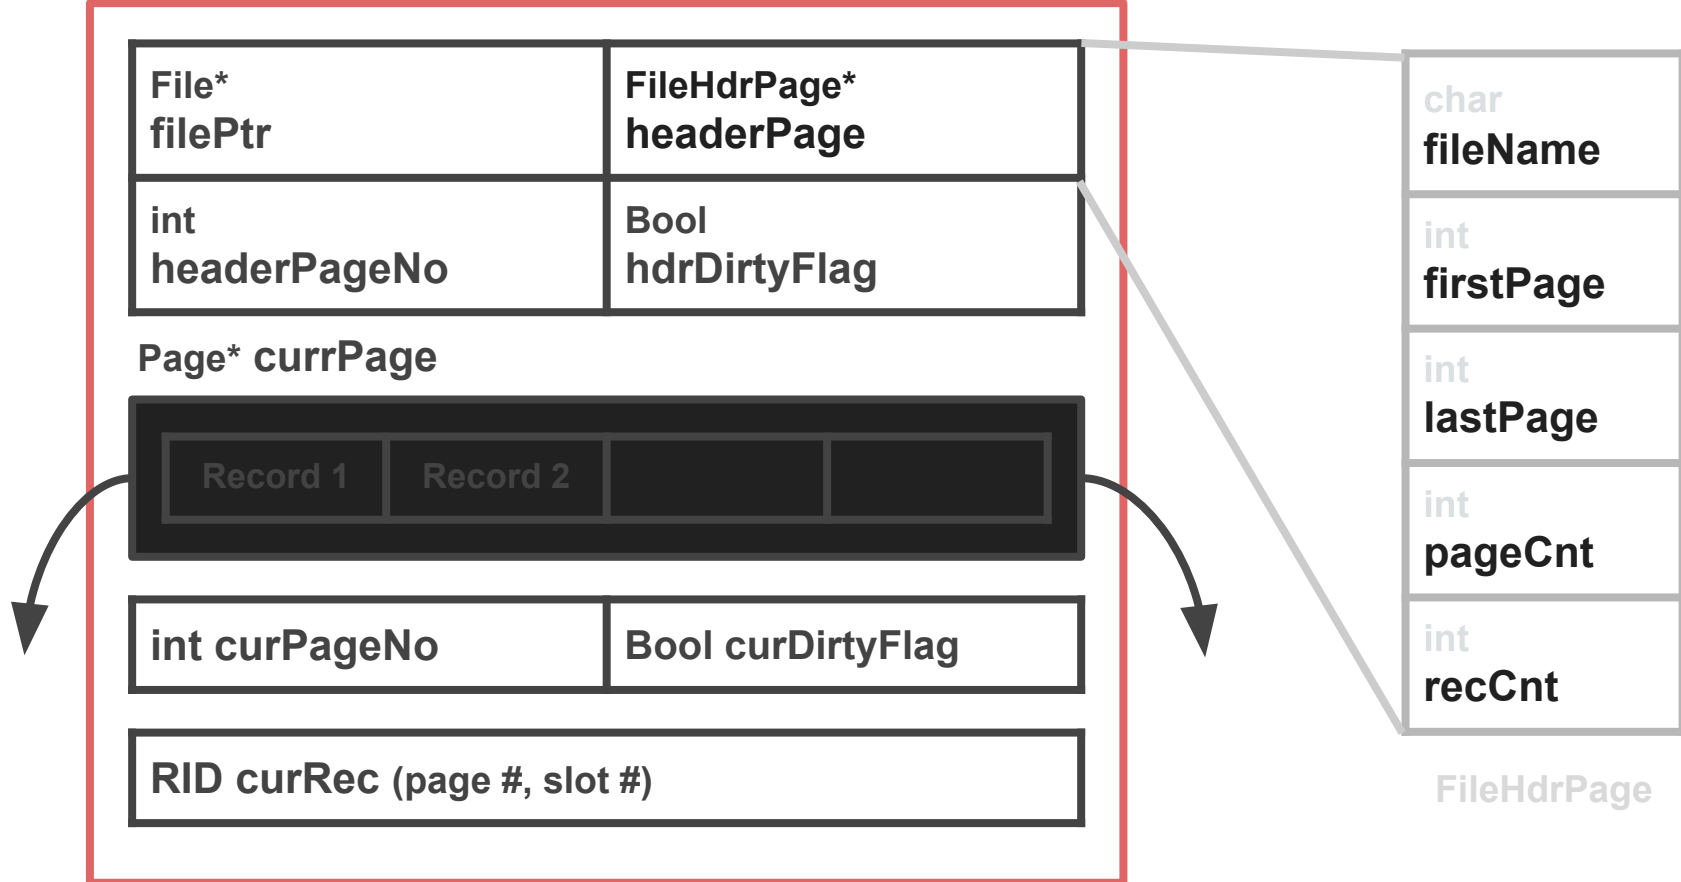 File*
filePtr
FileHdrPage*
headerPage
int
headerPageNo
Bool
hdrDirtyFlag
Page* currPage
Record 1
Record 2
int curPageNo
Bool curDirtyFlag
RID curRec (page #, slot #)
char
fileName
int
firstPage
int
lastPage
int
pageCnt
int
recCnt
FileHdrPage